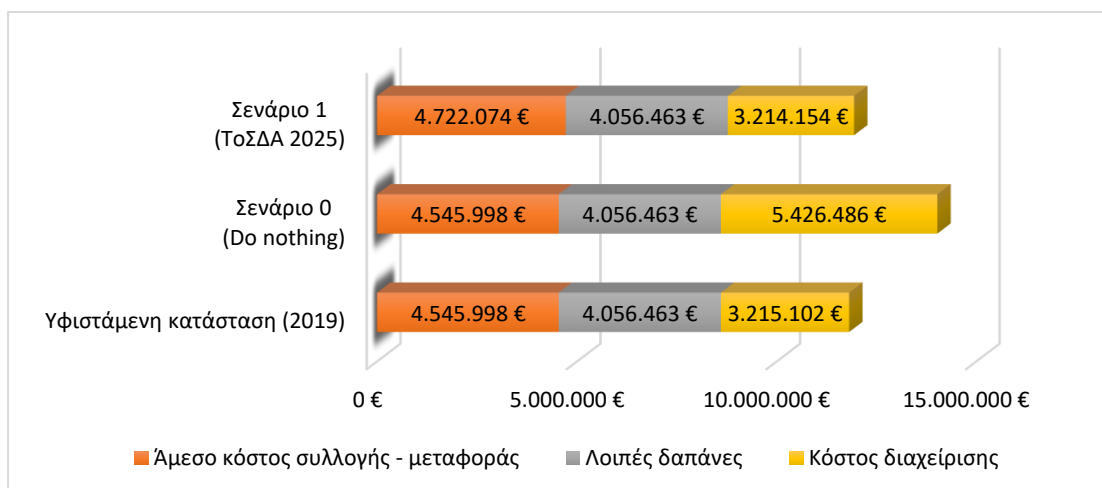 Σενάριο 1
(ΤοΣΔΑ 2025)
4.722.074 € 4.056.463 € 3.214.154 €
Σενάριο 0
(Do nothing)
4.545.998 € 4.056.463 € 5.426.486 €
Υφιστάμενη κατάσταση (2019)
4.545.998 € 4.056.463 € 3.215.102 €
0 € 5.000.000 € 10.000.000 € 15.000.000 €
Άμεσο κόστος συλλογής - μεταφοράς Λοιπές δαπάνες Κόστος διαχείρισης